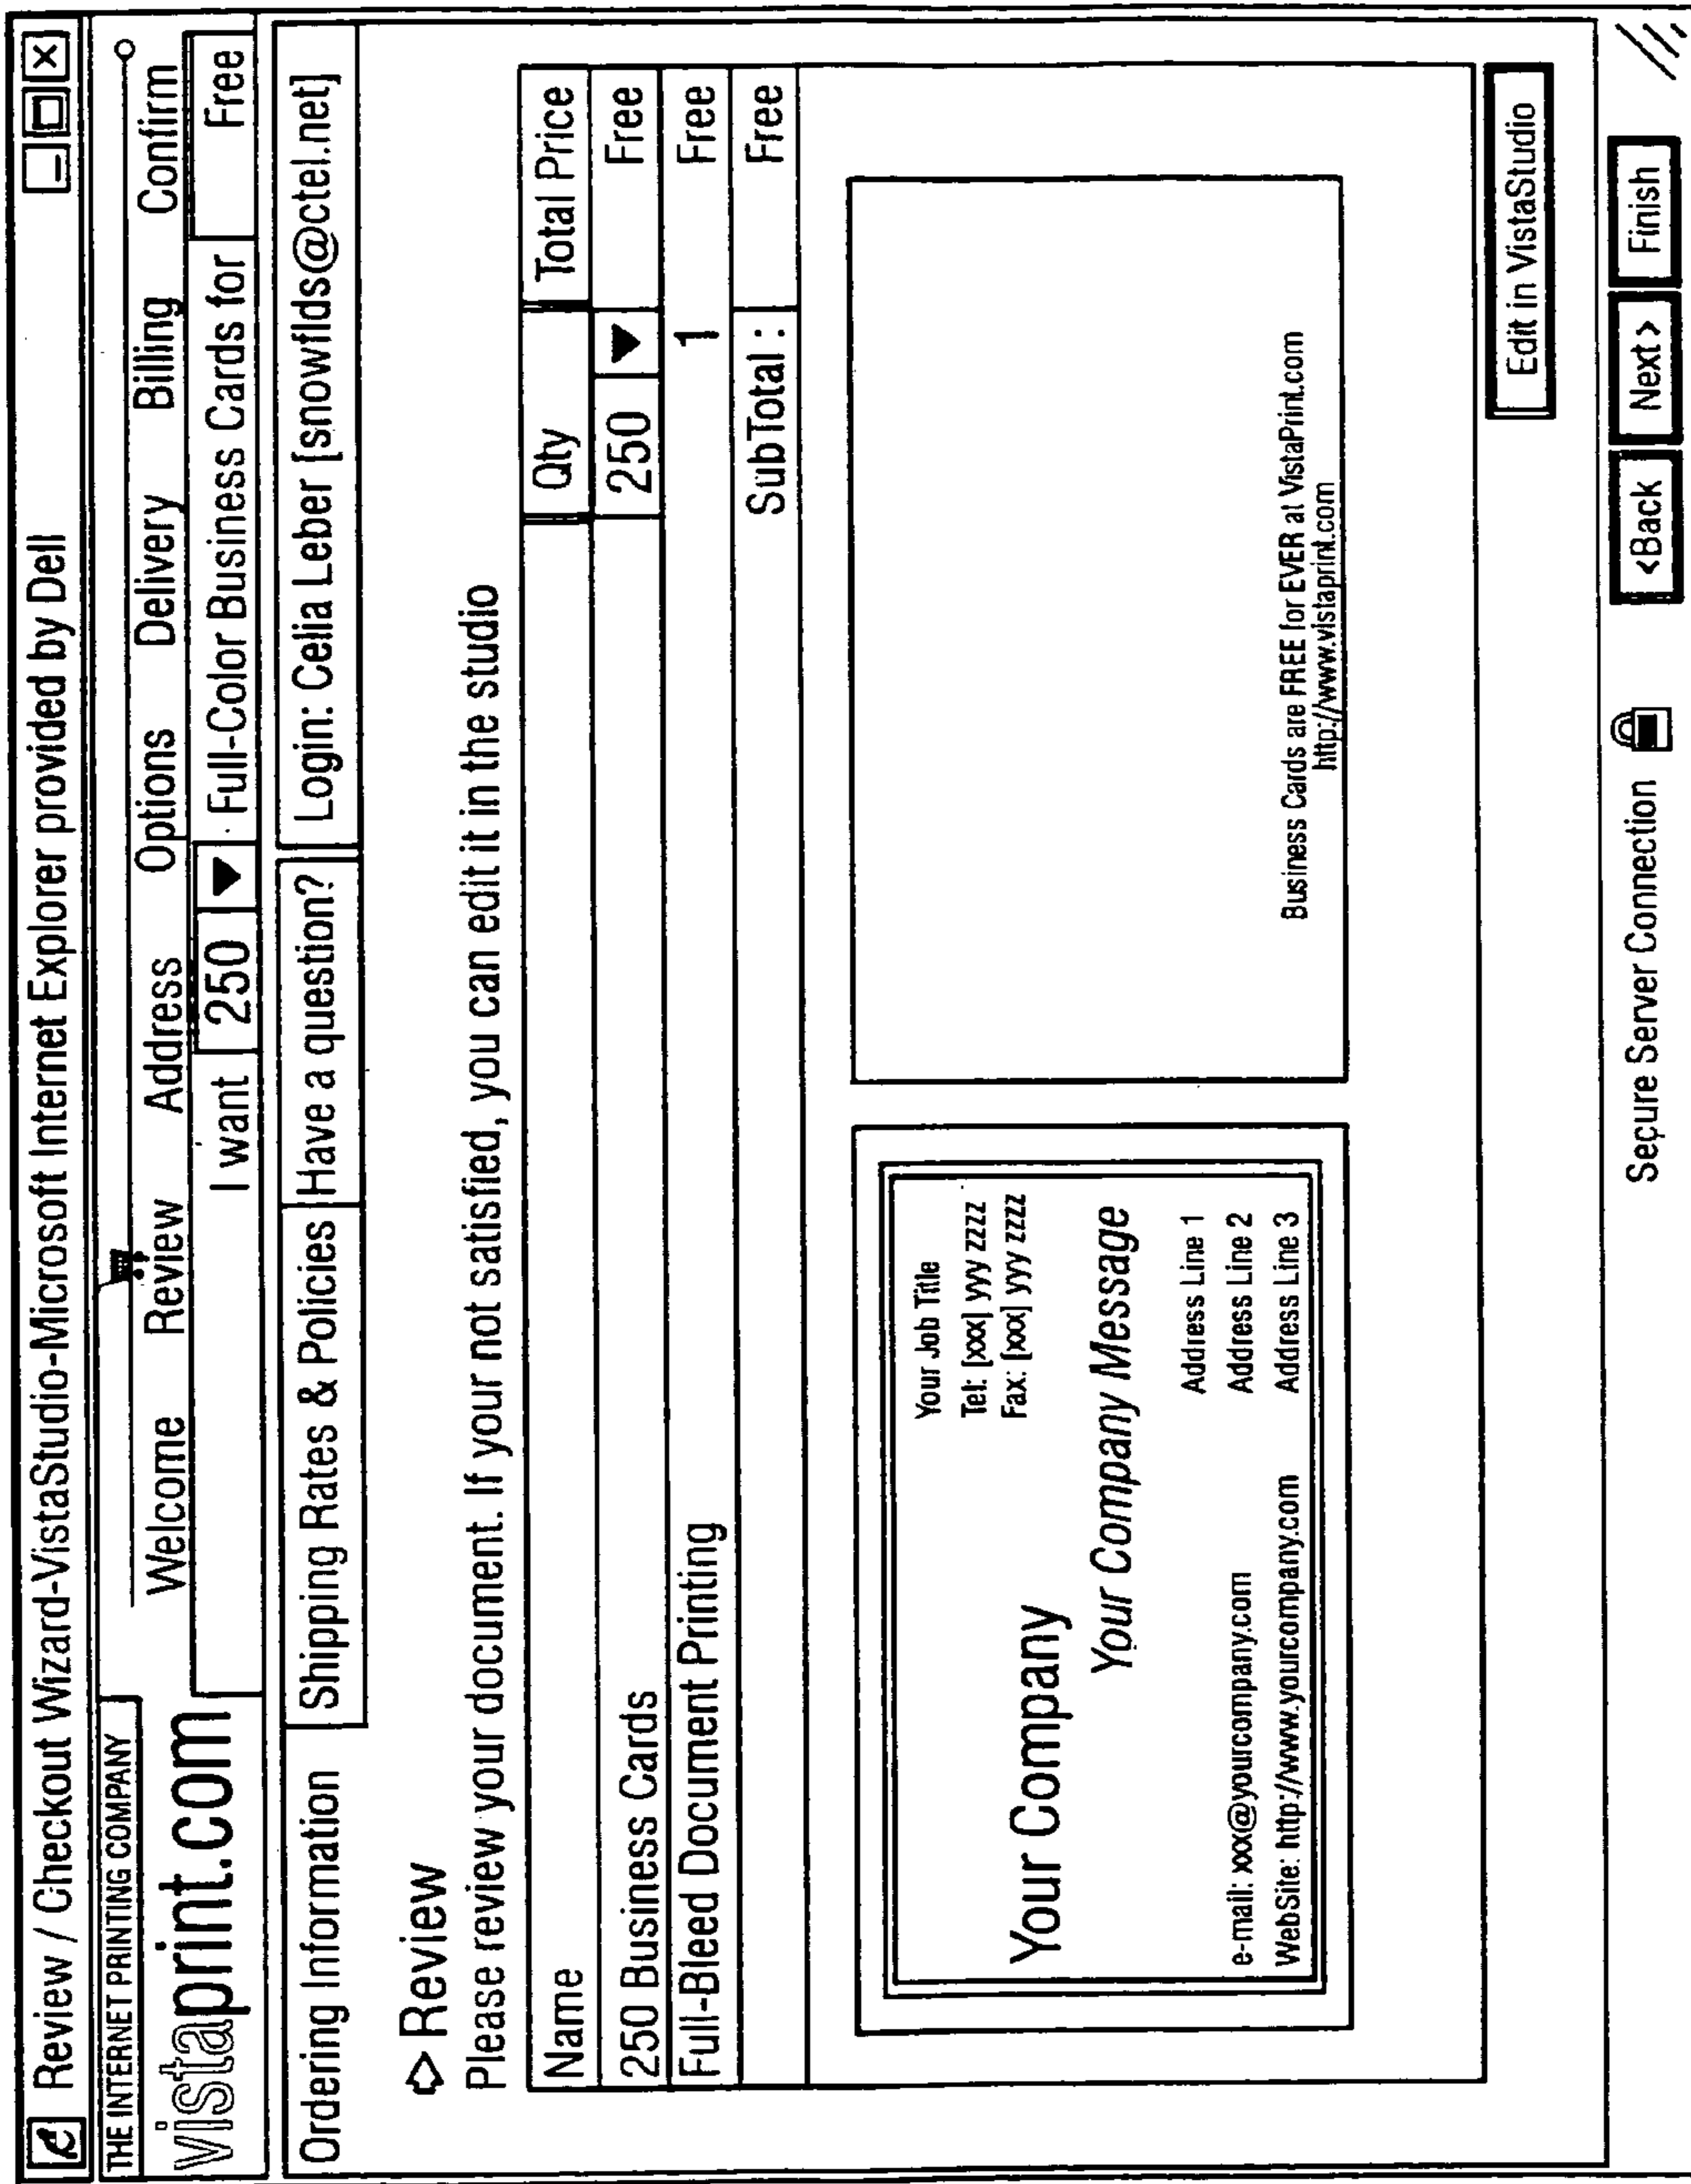 Review / Checkout Wizard-VistaStudio-Microsoft Internet Explorer provided by Dell
THE INTERNET PRINTING COMPANY
vistaprint.com
Welcome Review Address Options Delivery Billing Confirm
I want 250 Full-Color Business Cards for Free
Ordering Information Shipping Rates & Policies Have a question? Login: Celia Leber [snowflds@ctel.net]
Review
Please review your document. If your not satisfied, you can edit it in the studio
Name Qty Total Price
250 Business Cards 250 Free
Full-Bleed Document Printing 1 Free
SubTotal : Free
Your Job Title
Tel: [xxx] yyy zzzz
Fax: [xxx] yyy zzzz
Your Company
Your Company Message
Address Line 1
e-mail: xxx@yourcompany.com Address Line 2
WebSite: http://www.yourcompany.com Address Line 3
Business Cards are FREE for EVER at VistaPrint.com
http://www.vistaprint.com
Edit in VistaStudio
Secure Server Connection <Back Next> Finish